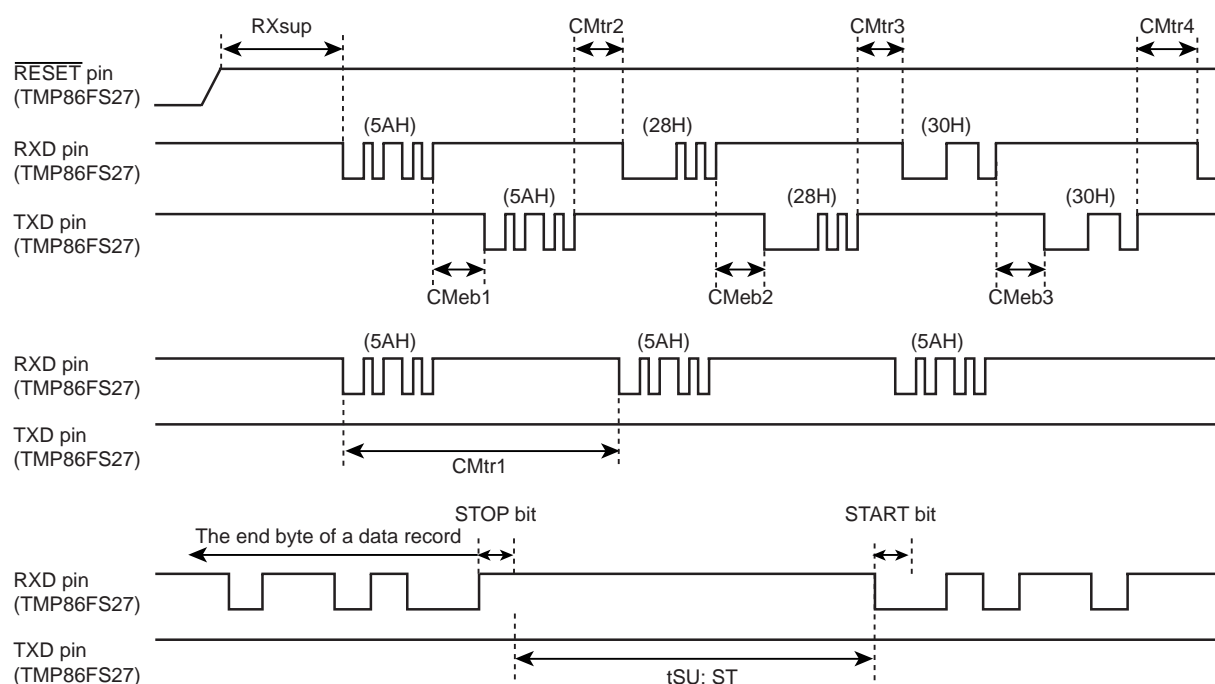 RXsup
CMtr2
CMtr3
CMtr4
RESET pin
(TMP86FS27)
(5AH)
(28H)
(30H)
RXD pin
(TMP86FS27)
(5AH)
(28H)
(30H)
TXD pin
(TMP86FS27)
CMeb1
CMeb2
CMeb3
(5AH)
(5AH)
(5AH)
RXD pin
(TMP86FS27)
TXD pin
(TMP86FS27)
CMtr1
STOP bit
START bit
The end byte of a data record
RXD pin
(TMP86FS27)
TXD pin
(TMP86FS27)
tSU: ST